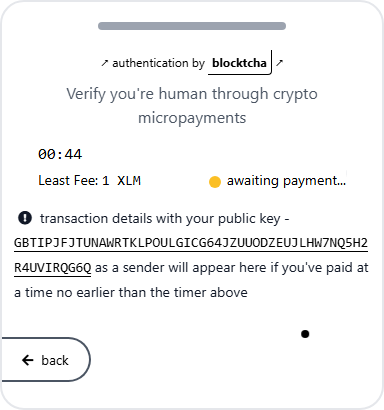 ↗ authentication by blocktcha ↗
Verify you're human through crypto
micropayments
00:44
Least Fee: 1 XLM awaiting payment...
transaction details with your public key -
GBTIPJFJTUNAWRTKLPOULGICG64JZUUODZEUJLHW7NQ5H2
R4UVIRQG6Q as a sender will appear here if you've paid at
a time no earlier than the timer above
← back